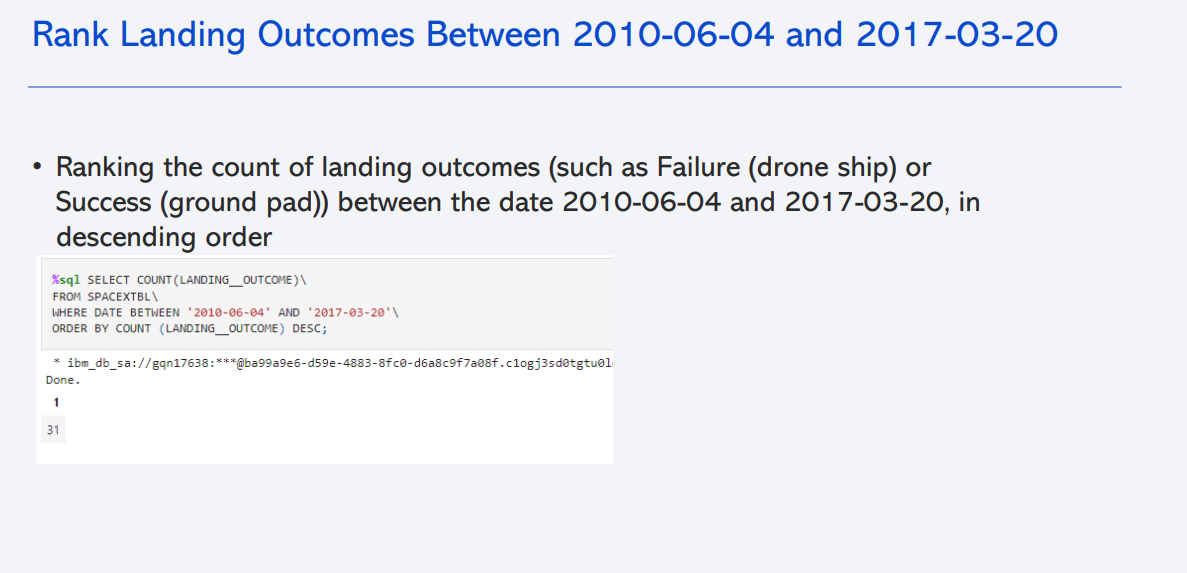 Rank Landing Outcomes Between 2010-06-04 and 2017-03-20
• Ranking the count of landing outcomes (such as Failure (drone ship) or
Success (ground pad)) between the date 2010-06-04 and 2017-03-20, in
descending order
%sql SELECT COUNT(LANDING__OUTCOME)\
FROM SPACEXTBL\
WHERE DATE BETWEEN '2010-06-04' AND '2017-03-20'\
ORDER BY COUNT (LANDING__OUTCOME) DESC;
* ibm_db_sa://gqn17638:***@ba99a9e6-d59e-4883-8fc0-d6a8c9f7a08f.c1ogj3sd0tgtu0l
Done.
1
31